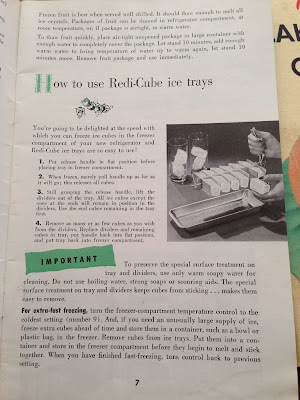 Frozen fruit is best when served well chilled. It should thaw enough to melt all
ice crystals. Packages of fruit can be thawed in refrigerator compartment, at
room temperature, or, if package is airtight, in warm water.
To thaw fruit quickly, place air-tight unopened package in large container with
enough water to completely cover the package. Let stand 10 minutes; add enough
warm water to bring temperature of water up to warm again, let stand 10
minutes more. Remove fruit package and use immediately.
How to use Redi-Cube ice trays
You're going to be delighted at the speed with
which you can freeze ice cubes in the freezer
compartment of your new refrigerator and
Redi-Cube ice trays are so easy to use!
1. Put release handle in flat position before
placing tray in freezer compartment.
2. When frozen, merely pull handle up as far as
it will go; this releases all cubes.
3. Still grasping the release handle, lift the
dividers out of the tray. All ice cubes except the
ones at the ends will remain in position in the
dividers. Use the end cubes remaining in the tray
first.
4. Remove as many or as few cubes as you wish
from the dividers. Replace divider and remaining
cubes in tray, put handle back into flat position,
and put tray back into freezer compartment.
IMPORTANT
To preserve the special surface treatment on
tray and dividers, use only warm soapy water for
cleaning. Do not use boiling water, strong soaps or scouring aids. The special
surface treatment on tray and dividers keeps cubes from sticking . . . makes them
easy to remove.
For extra-fast freezing, turn the freezer-compartment temperature control to the
coldest setting (number 9). And, if you need an unusually large supply of ice,
freeze extra cubes ahead of time and store them in a container, such as a bowl or
plastic bag, in the freezer. Remove cubes from ice trays. Put them into a con-
tainer and store in the freezer compartment before they begin to melt and stick
together. When you have finished fast-freezing, turn control back to previous
setting.
7